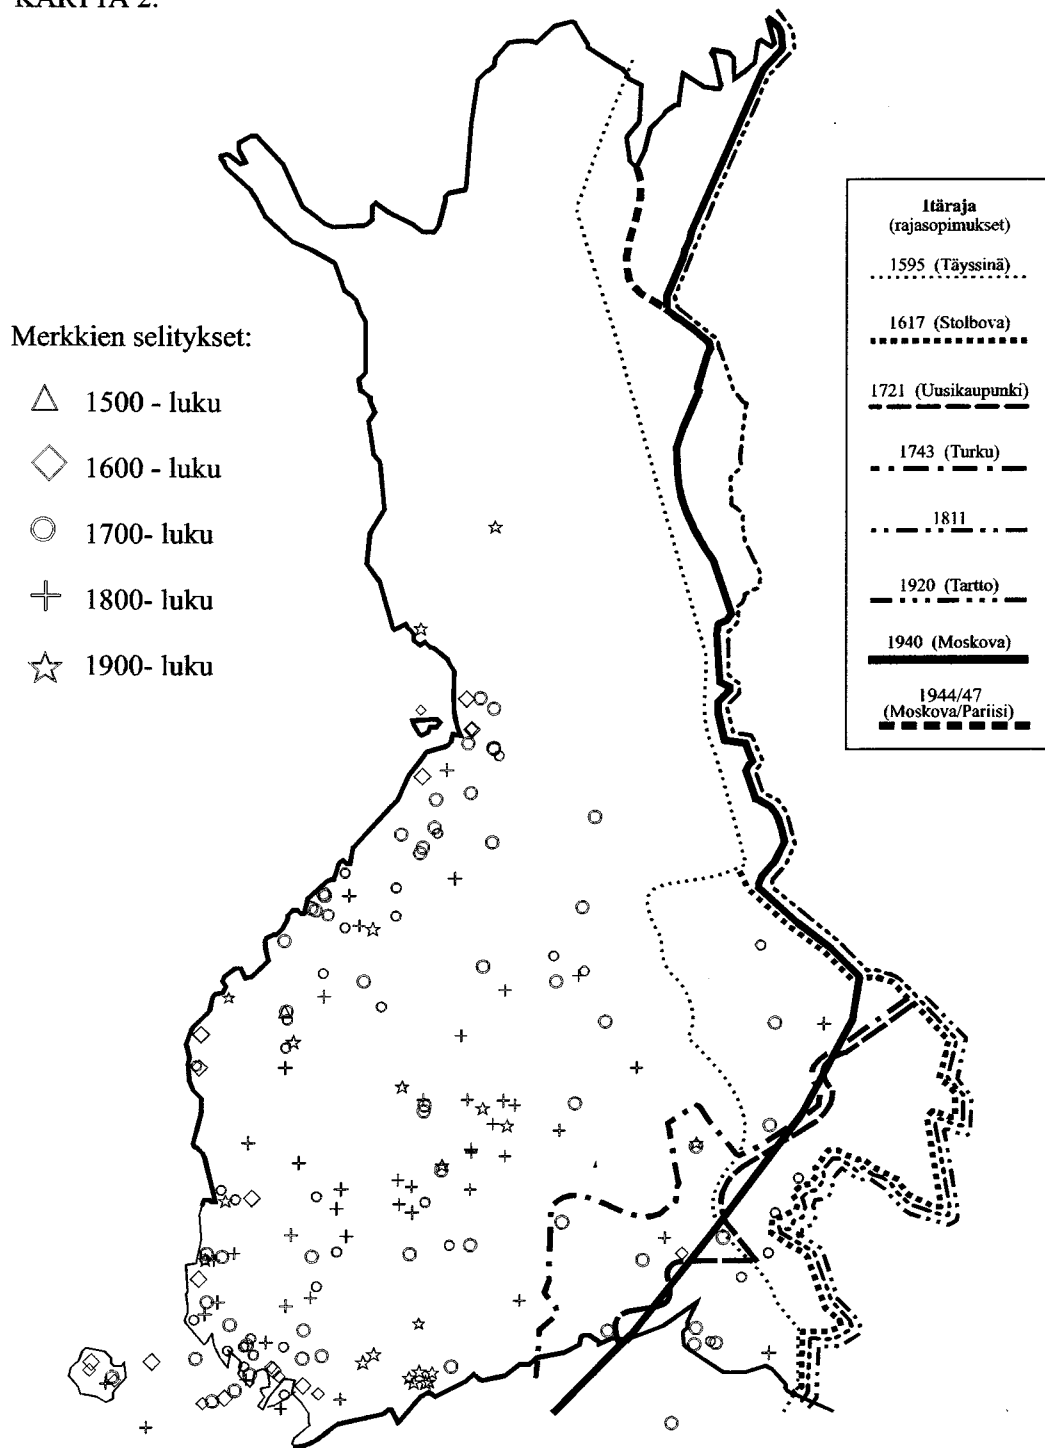 KARTTA 2.
Merkkien selitykset:
1500 - luku
1600 - luku
1700- luku
1800- luku
1900- luku
Itäraja
(rajasopimukset)
1595 (Täyssinä)
1617 (Stolbova)
1721 (Uusikaupunki)
1743 (Turku)
1811
1920 (Tartto)
1940 (Moskova)
1944/47
(Moskova/Pariisi)